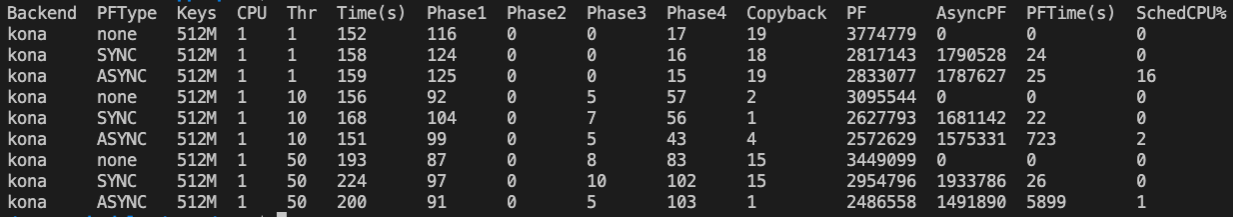 Backend PFType Keys CPU Thr Time(s) Phase1 Phase2 Phase3 Phase4 Copyback PF AsyncPF PFTime(s) SchedCPU%
kona none 512M 1 1 152 116 0 0 17 19 3774779 0 0 0
kona SYNC 512M 1 1 158 124 0 0 16 18 2817143 1790528 24 0
kona ASYNC 512M 1 1 159 125 0 0 15 19 2833077 1787627 25 16
kona none 512M 1 10 156 92 0 5 57 2 3095544 0 0 0
kona SYNC 512M 1 10 168 104 0 7 56 1 2627793 1681142 22 0
kona ASYNC 512M 1 10 151 99 0 5 43 4 2572629 1575331 723 2
kona none 512M 1 50 193 87 0 8 83 15 3449099 0 0 0
kona SYNC 512M 1 50 224 97 0 10 102 15 2954796 1933786 26 0
kona ASYNC 512M 1 50 200 91 0 5 103 1 2486558 1491890 5899 1